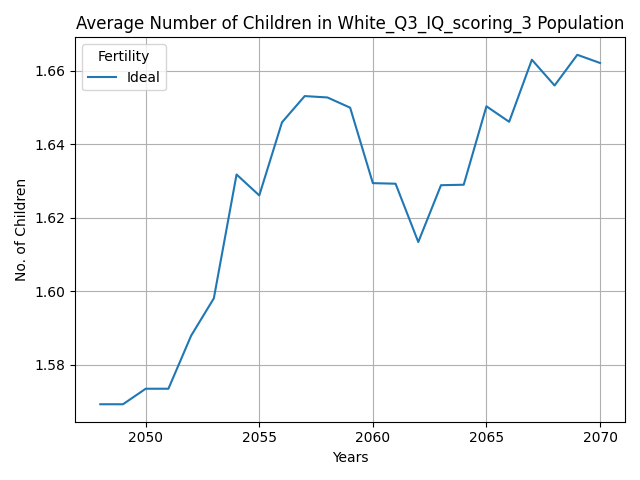 Average Number of Children in White_Q3_IQ_scoring_3 Population
Fertility
Ideal
No. of Children
1.66
1.64
1.62
1.60
1.58
2050
2055
2060
2065
2070
Years